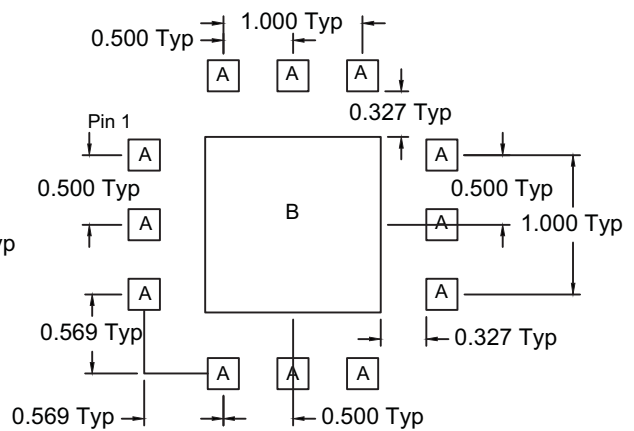 1.000 Typ
0.500 Typ
A A A
0.327 Typ
Pin 1
A A
0.500 Typ 0.500 Typ
B
A A 1.000 Typ
A A
0.569 Typ 0.327 Typ
A A A
0.569 Typ 0.500 Typ